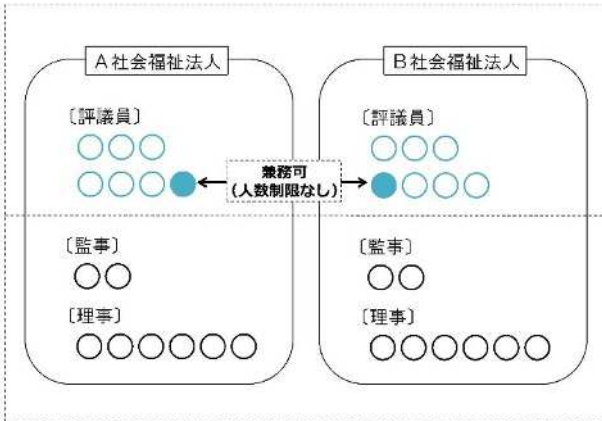 A社会福祉法人
〔評議員〕
〔監事〕
〔理事〕
兼務可
(人数制限なし)
B社会福祉法人
〔評議員〕
〔監事〕
〔理事〕